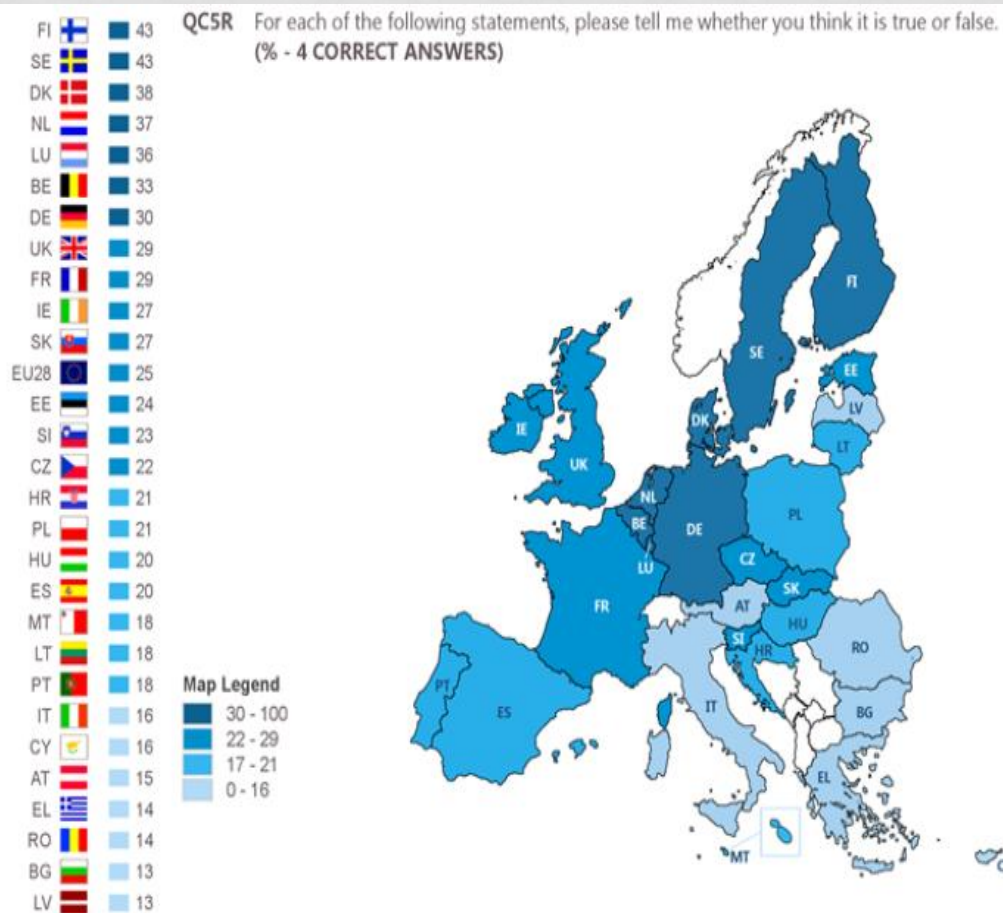 QC5R For each of the following statements, please tell me whether you think it is true or false.
(% - 4 CORRECT ANSWERS)
FI 43
SE 43
DK 38
NL 37
LU 36
BE 33
DE 30
UK 29
FR 29
IE 27
SK 27
EU28 25
EE 24
SI 23
CZ 22
HR 21
PL 21
HU 20
ES 20
MT 18
LT 18
PT 18
IT 16
CY 16
AT 15
EL 14
RO 14
BG 13
LV 13
Map Legend
30 - 100
22 - 29
17 - 21
0 - 16
FI
SE
EE
LV
DK
LT
IE
UK
NL
PL
BE
DE
LU
CZ
SK
FR
AT
HU
SI
HR
RO
PT
ES
IT
BG
EL
MT
C